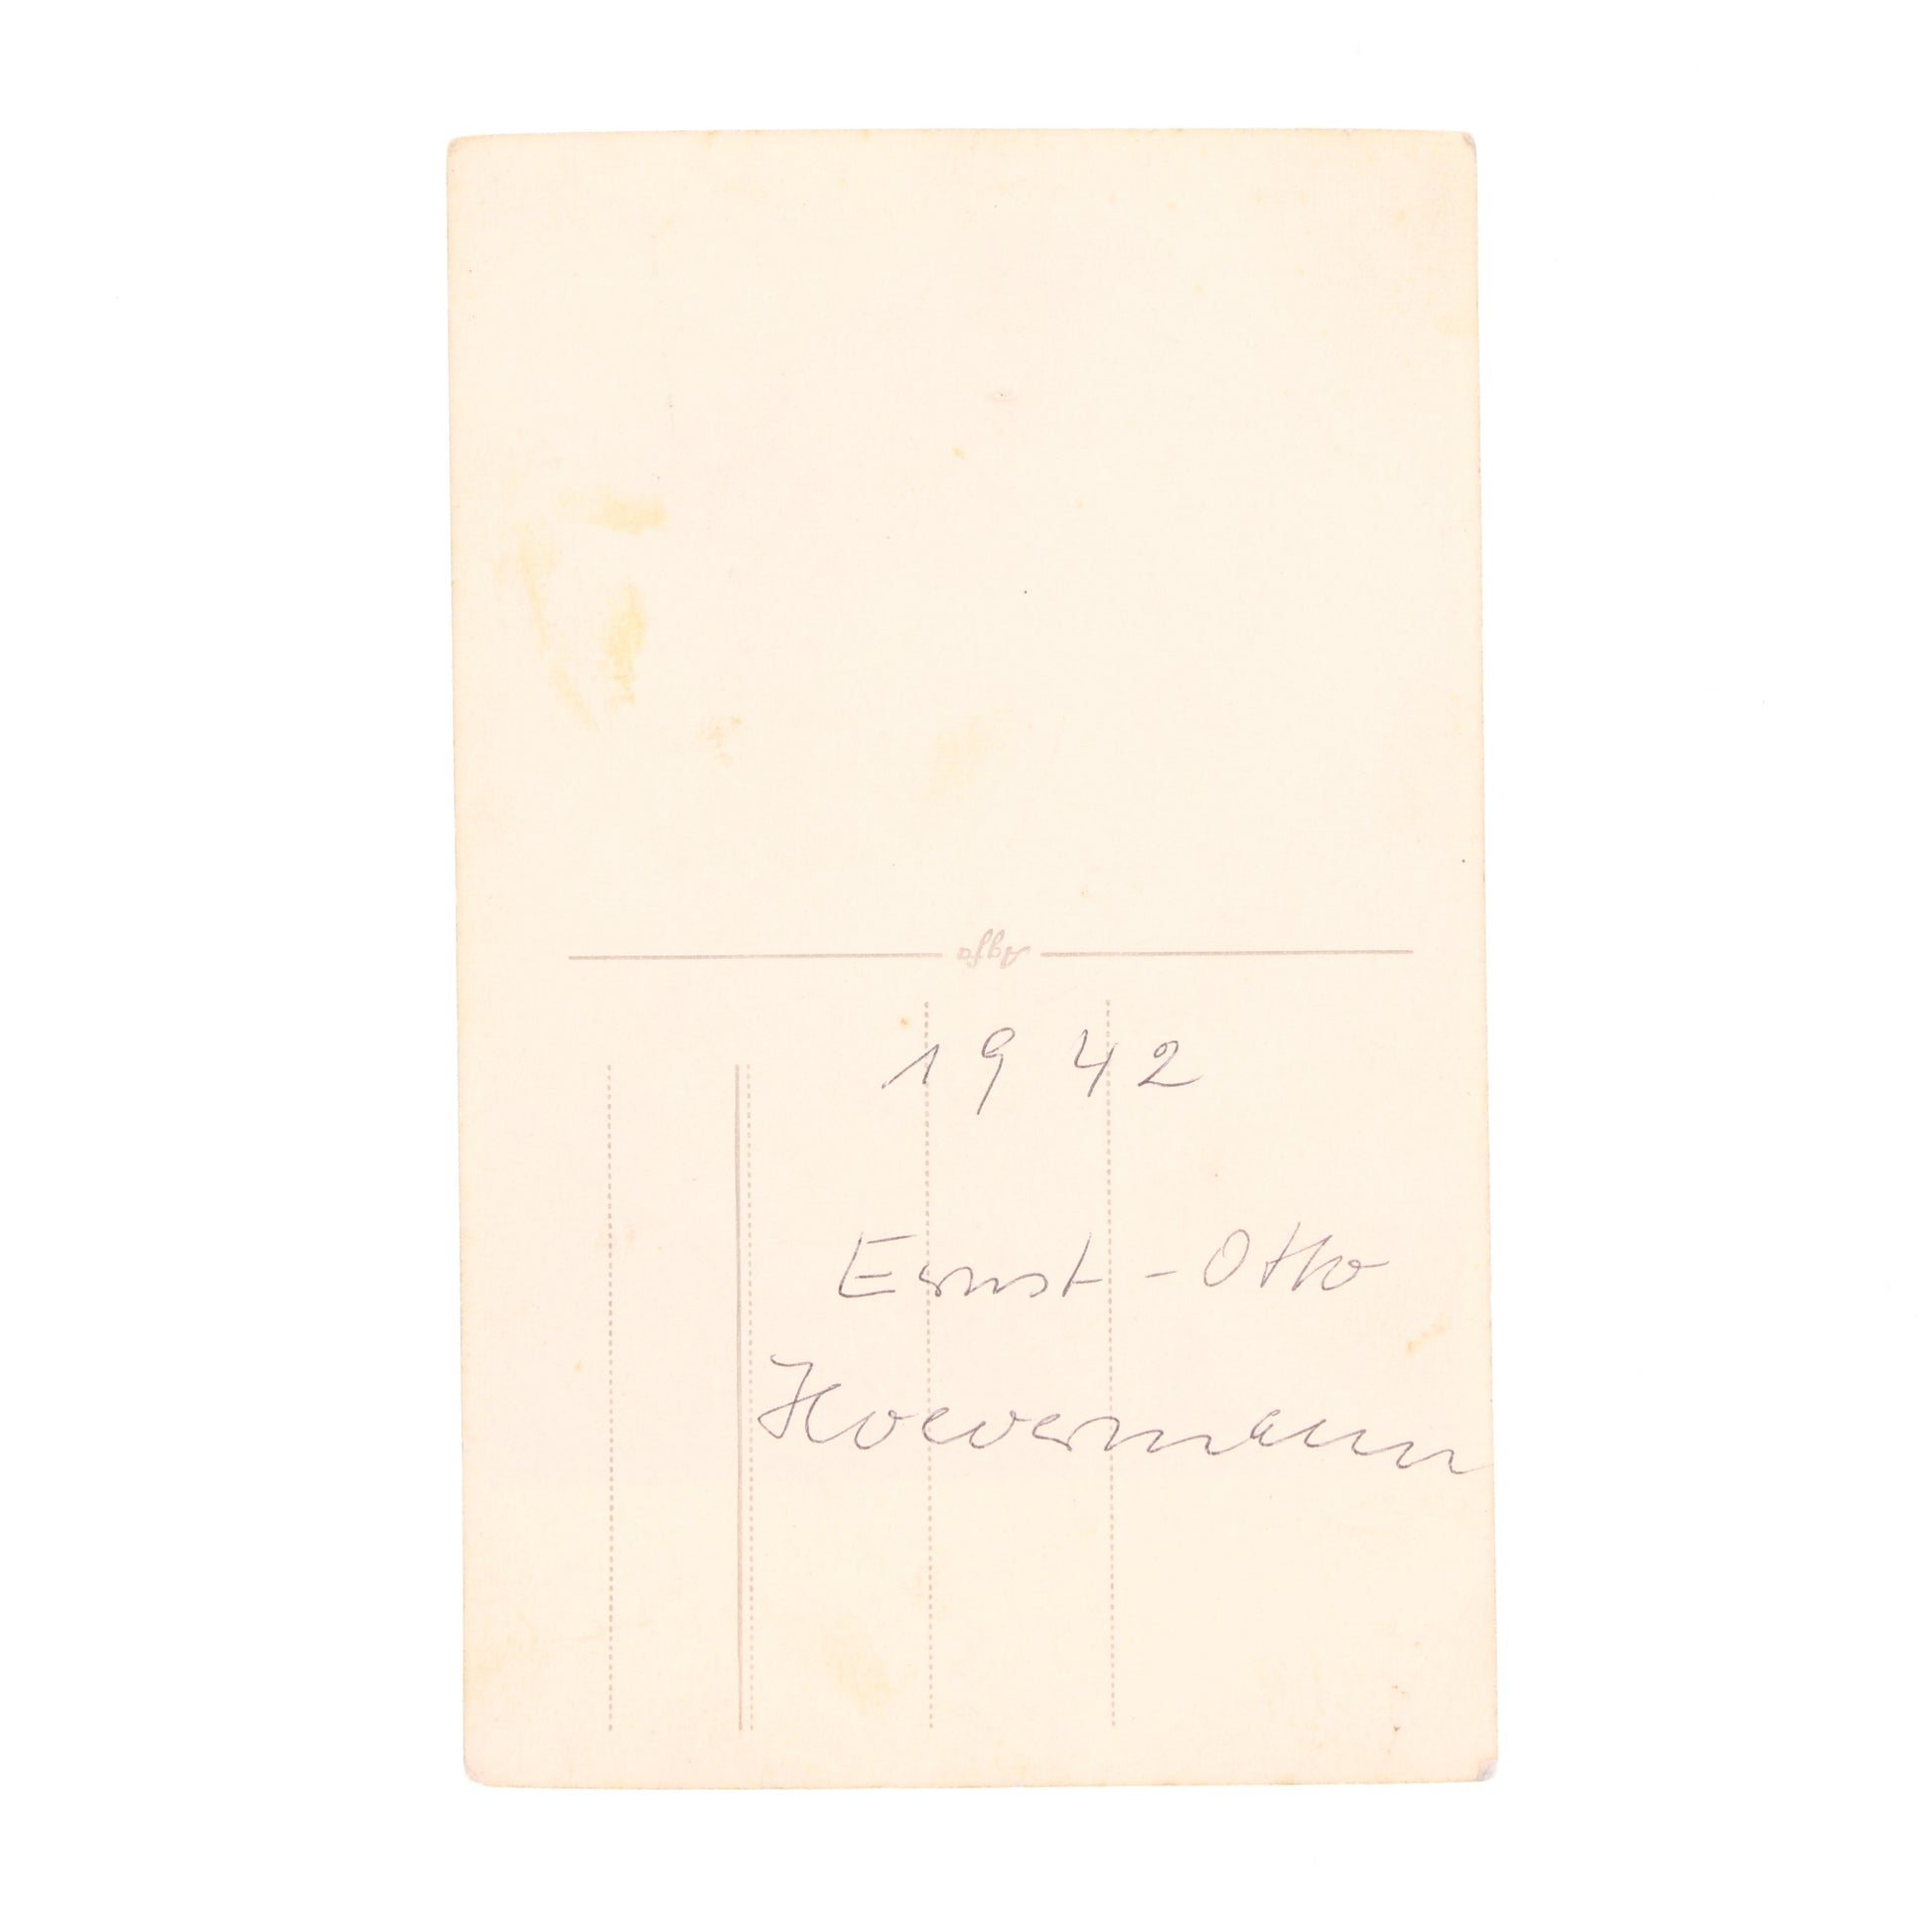 Agfa
1942
Ernst-Otto
Hoevermann